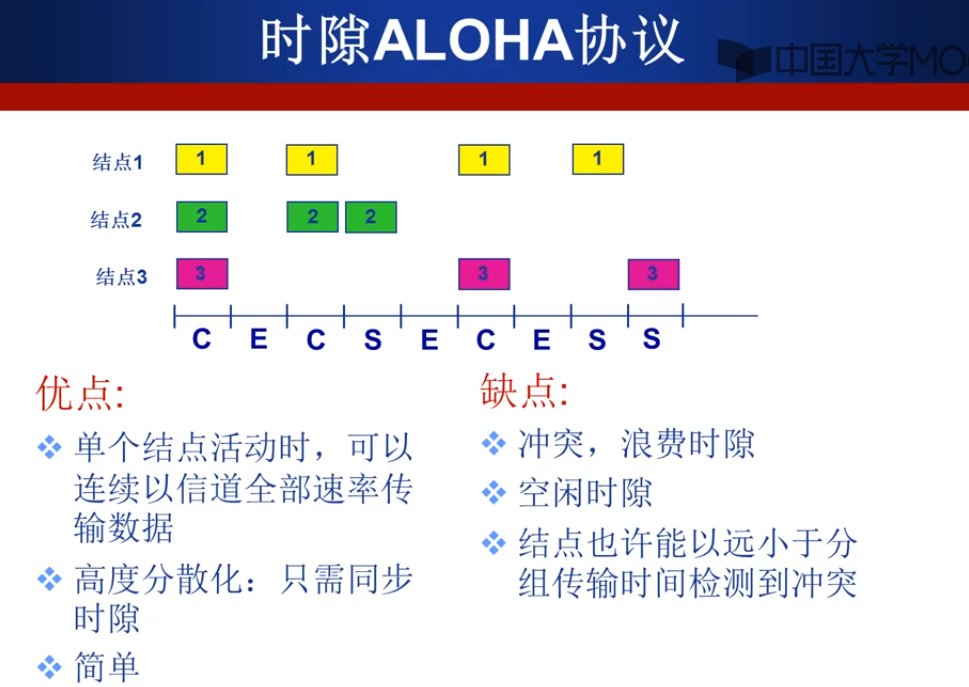 时隙ALOHA协议
中国大学MO
结点1 1 1 1 1
结点2 2 2 2
结点3 3 3 3
C E C S E C E S S
优点:
单个结点活动时，可以
连续以信道全部速率传
输数据
高度分散化：只需同步
时隙
简单
缺点:
冲突，浪费时隙
空闲时隙
结点也许能以远小于分
组传输时间检测到冲突